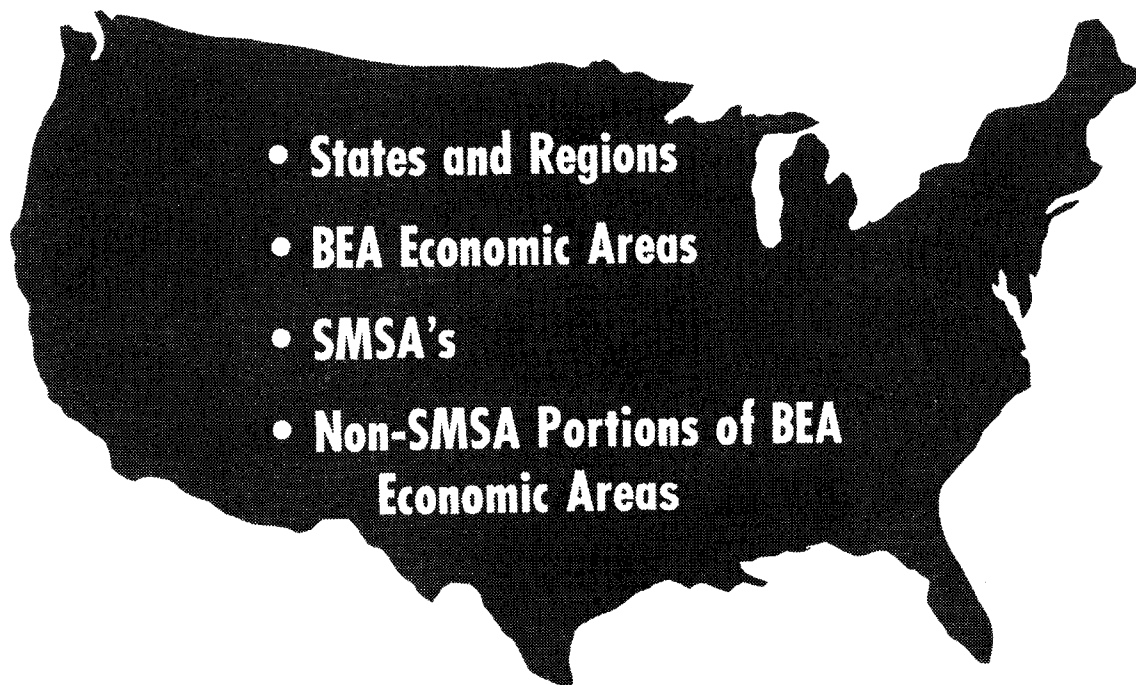 • States and Regions
• BEA Economic Areas
• SMSA's
• Non-SMSA Portions of BEA
Economic Areas